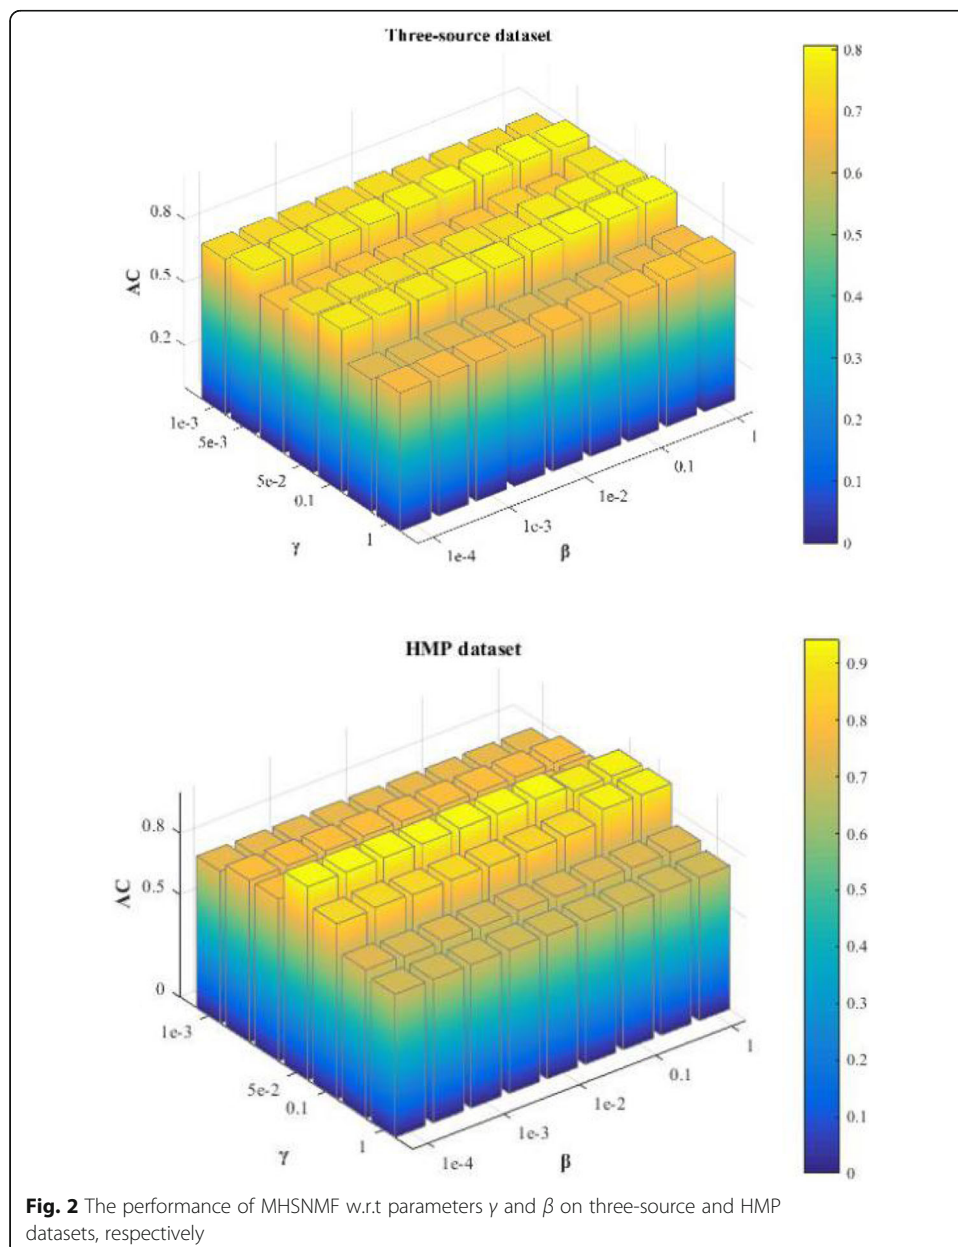 Three-source dataset
0.8
0.7
0.6
0.5
0.4
0.3
0.2
0.1
0
AC
0.8
0.5
0.2
1e-3
5e-3
5e-2
0.1
1
γ
1e-4
1e-3
1e-2
0.1
1
β
HMP dataset
0.9
0.8
0.7
0.6
0.5
0.4
0.3
0.2
0.1
0
AC
0.8
0.5
0
1e-3
5e-2
0.1
1
γ
1e-4
1e-3
1e-2
0.1
1
β
Fig. 2 The performance of MHSNMF w.r.t parameters γ and β on three-source and HMP
datasets, respectively